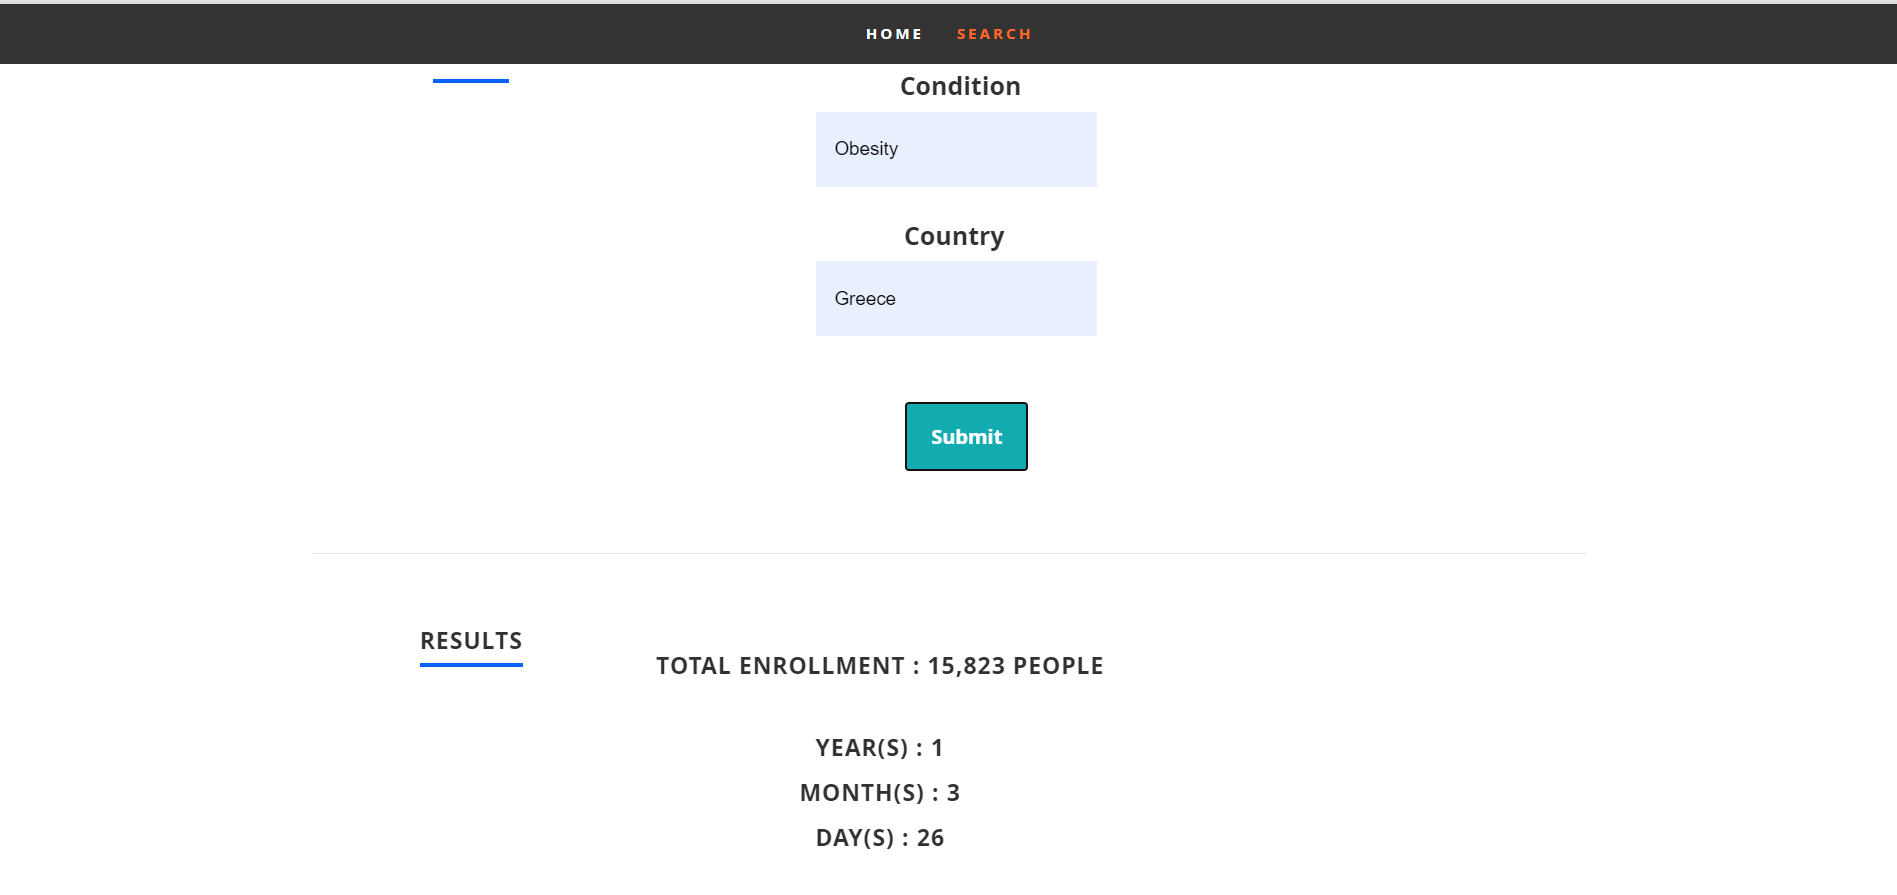 HOME SEARCH
Condition
Obesity
Country
Greece
Submit
RESULTS
TOTAL ENROLLMENT : 15,823 PEOPLE
YEAR(S) : 1
MONTH(S) : 3
DAY(S) : 26